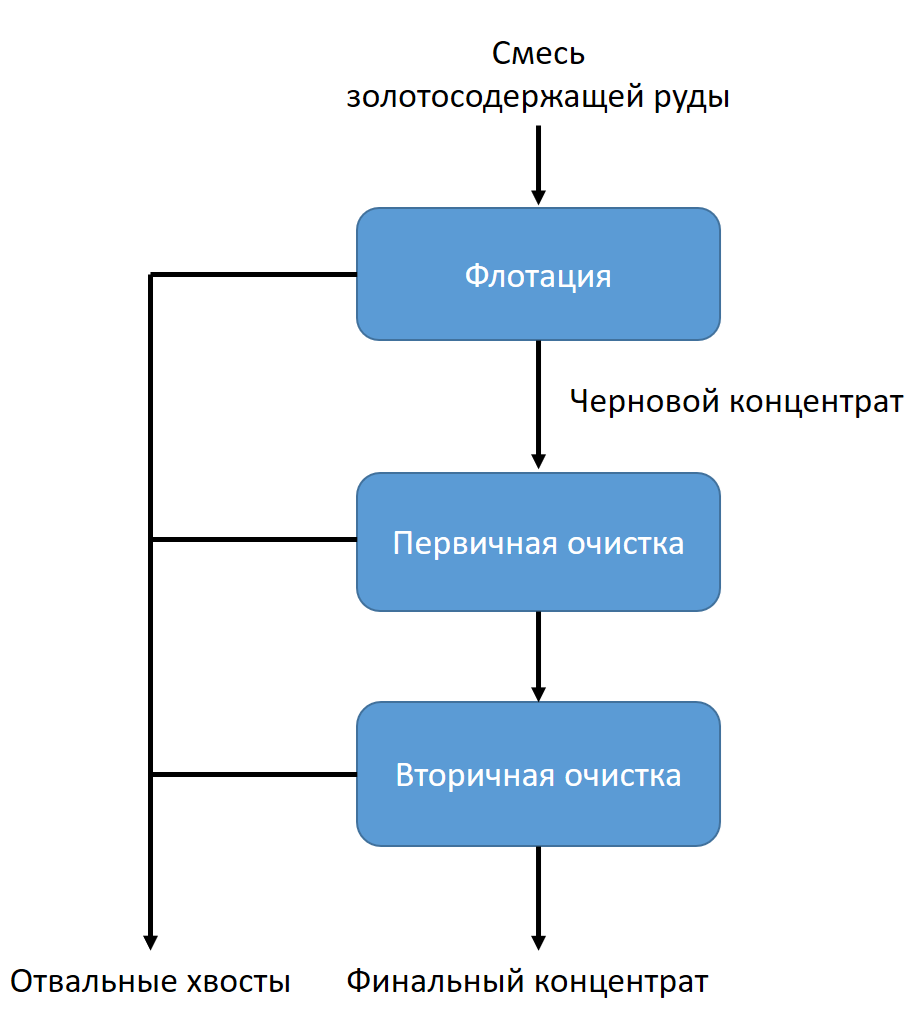 Смесь
золотосодержащей руды
Флотация
Черновой концентрат
Первичная очистка
Вторичная очистка
Отвальные хвосты
Финальный концентрат